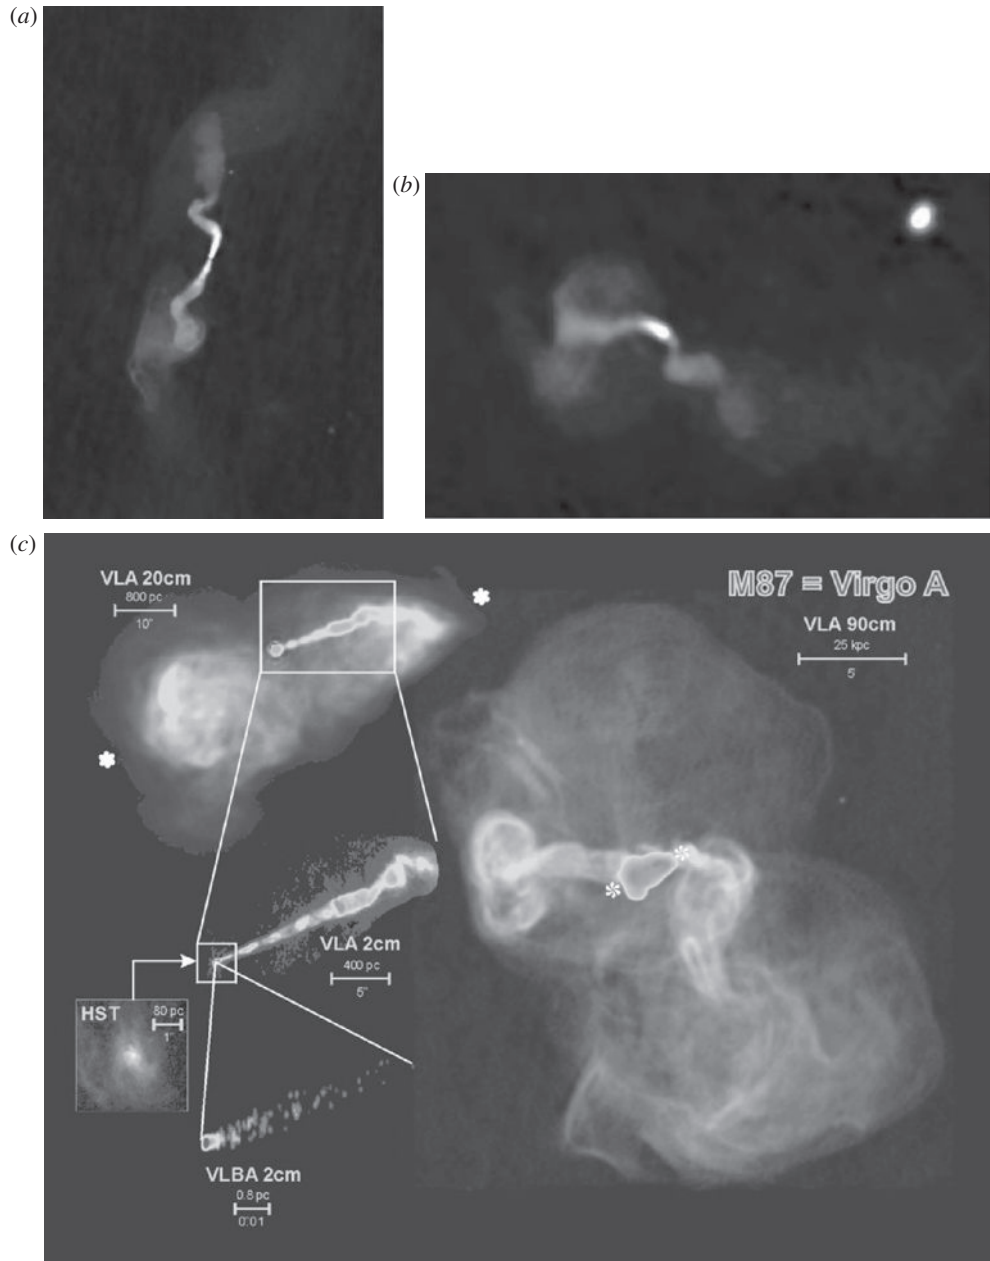 (a)
(b)
(c)
VLA 20cm
800 pc
10"
M87 = Virgo A
VLA 90cm
25 kpc
5
VLA 2cm
400 pc
5"
HST
80 pc
1"
VLBA 2cm
0.8 pc
0".01